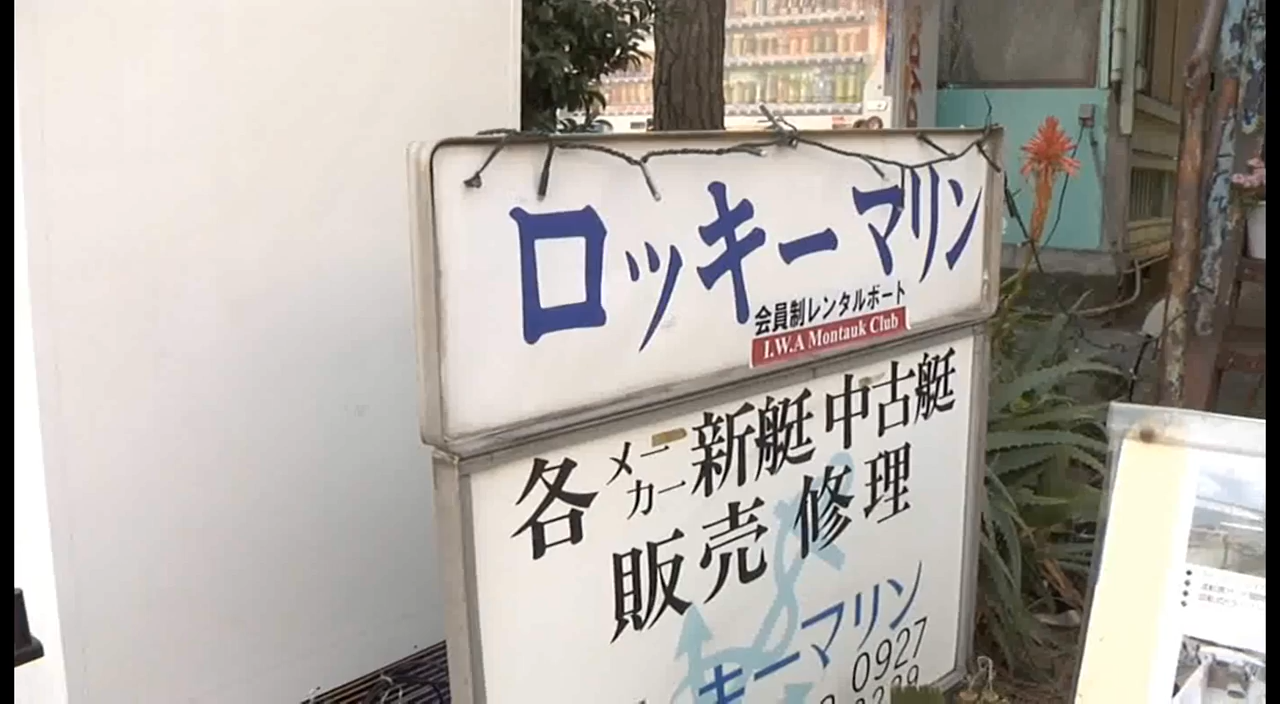 ロッキーマリン
会員制レンタルボート
I.W.A Montauk Club
各メーカー新艇中古艇
販売修理
キーマリン
0927